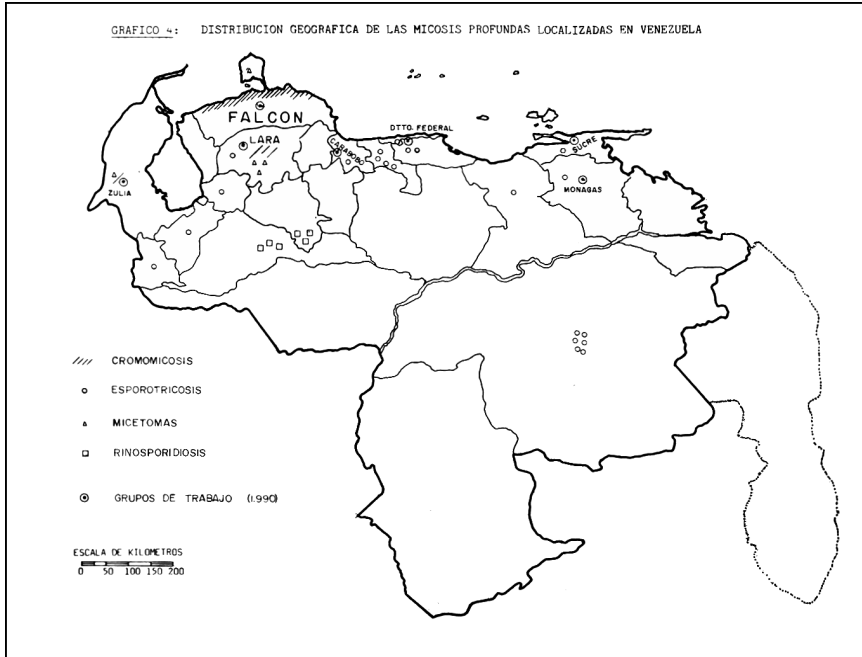 GRAFICO 4: DISTRIBUCION GEOGRAFICA DE LAS MICOSIS PROFUNDAS LOCALIZADAS EN VENEZUELA
FALCON
DTTO. FEDERAL
LARA
CARABOBO
SUCRE
ZULIA
MONAGAS
CROMOMICOSIS
ESPOROTRICOSIS
MICETOMAS
RINOSPORIDIOSIS
GRUPOS DE TRABAJO (1.990)
ESCALA DE KILOMETROS
0 50 100 150 200